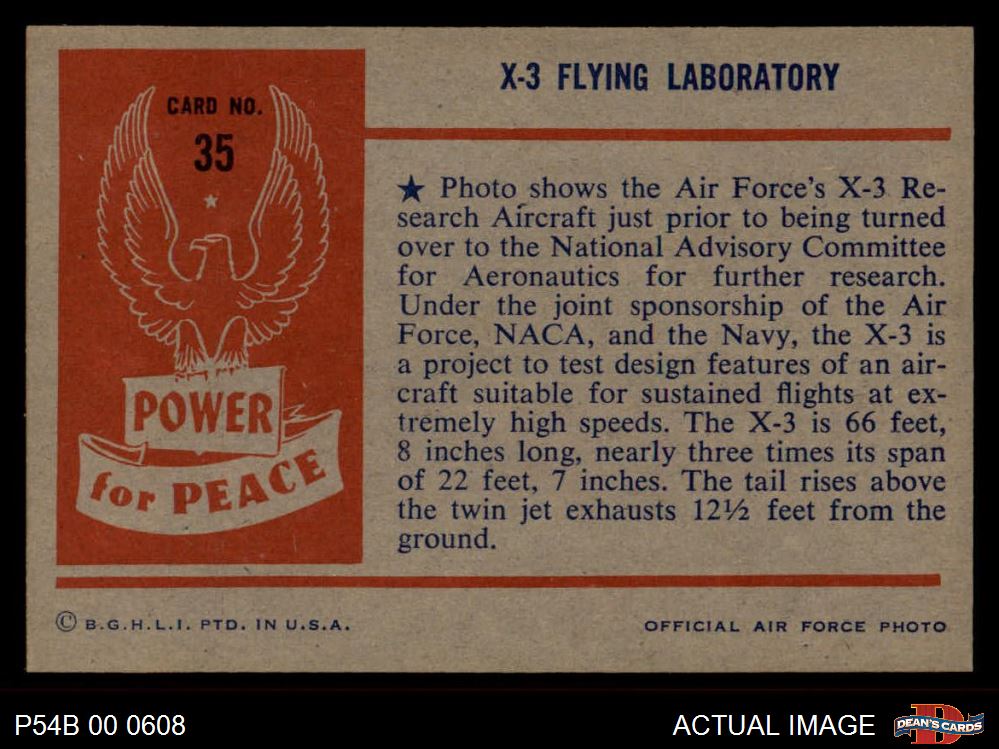 CARD NO.
35
POWER
for PEACE
X-3 FLYING LABORATORY
★ Photo shows the Air Force's X-3 Re-
search Aircraft just prior to being turned
over to the National Advisory Committee
for Aeronautics for further research.
Under the joint sponsorship of the Air
Force, NACA, and the Navy, the X-3 is
a project to test design features of an air-
craft suitable for sustained flights at ex-
tremely high speeds. The X-3 is 66 feet,
8 inches long, nearly three times its span
of 22 feet, 7 inches. The tail rises above
the twin jet exhausts 12½ feet from the
ground.
© B.G.H.L.I. PTD. IN U.S.A.
OFFICIAL AIR FORCE PHOTO
P54B 00 0608
ACTUAL IMAGE
D
DEAN'S CARDS